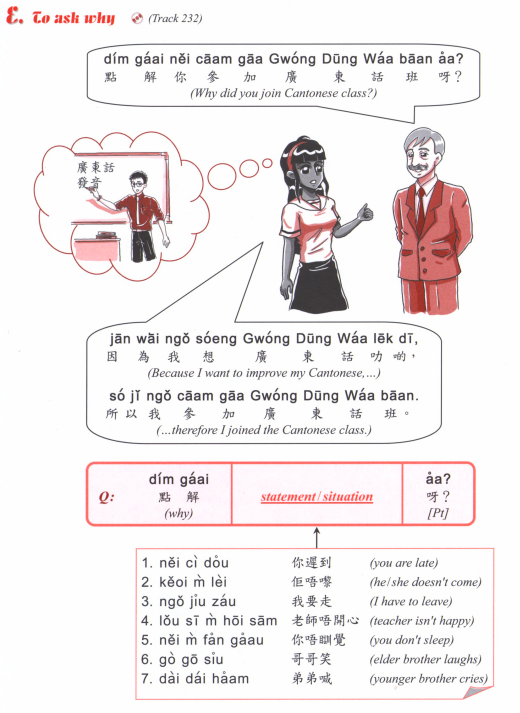 E. To ask why (Track 232)
dím gáai něi cāam gāa Gwóng Dūng Wáa bāan åa?
點 解 你 參 加 廣 東 話 班 呀？
(Why did you join Cantonese class?)
廣東話
發音
jān wāi ngǒ sóeng Gwóng Dūng Wáa lēk dī,
因 為 我 想 廣 東 話 叻 啲，
(Because I want to improve my Cantonese,...)
só jǐ ngǒ cāam gāa Gwóng Dūng Wáa bāan.
所 以 我 參 加 廣 東 話 班。
(...therefore I joined the Cantonese class.)
dím gáai åa?
Q: 點 解 statement/situation 呀？
(why) [Pt]
1. něi cì dỏu 你遲到 (you are late)
2. kěoi m̀ lèi 佢唔嚟 (he/she doesn't come)
3. ngǒ jỉu záu 我要走 (I have to leave)
4. lǒu sī m̀ hōi sām 老師唔開心 (teacher isn't happy)
5. něi m̀ fản gảau 你唔瞓覺 (you don't sleep)
6. gò gō sỉu 哥哥笑 (elder brother laughs)
7. dài dái hảam 弟弟喊 (younger brother cries)